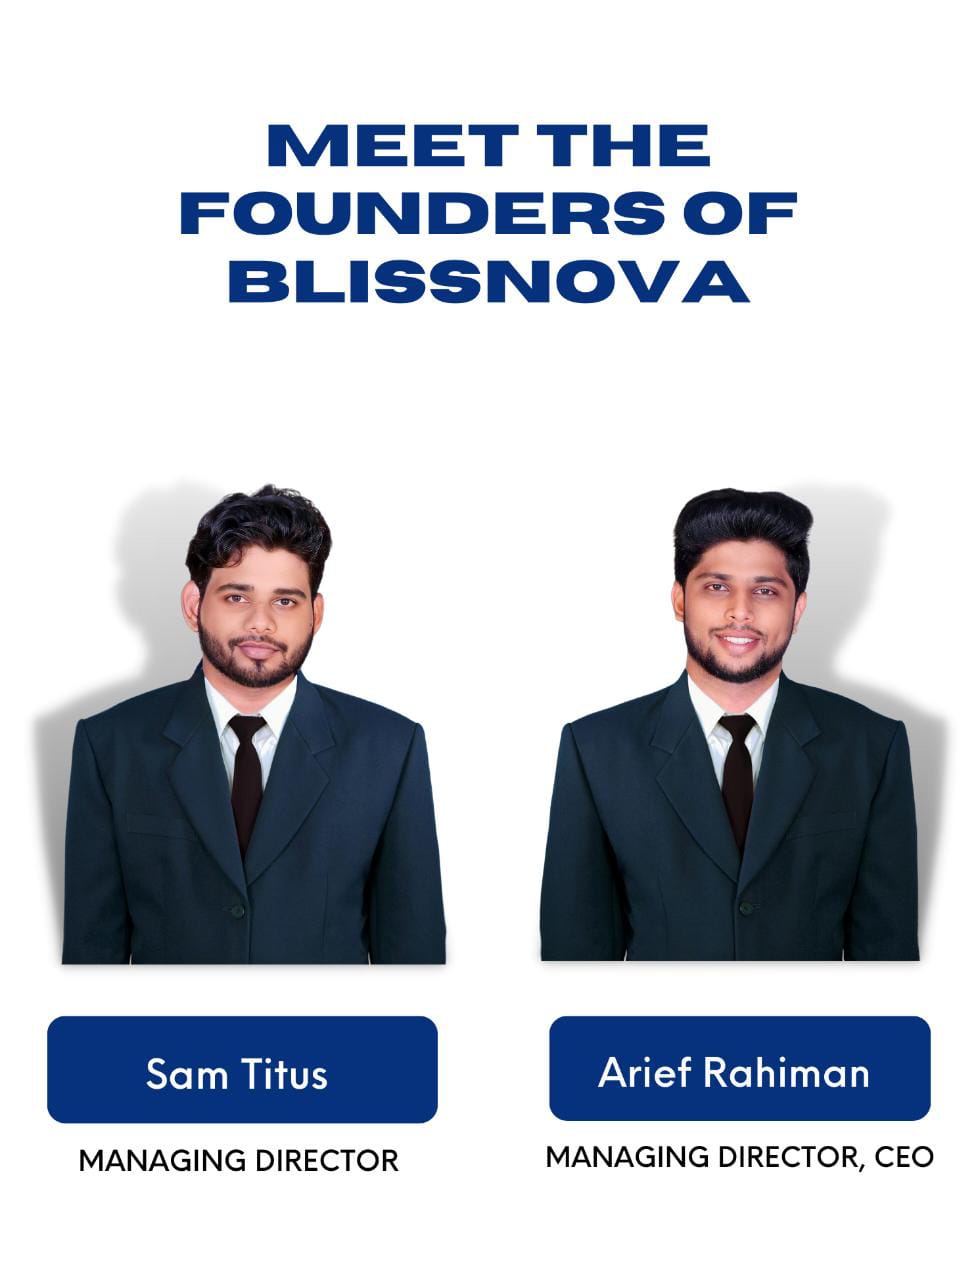 MEET THE
FOUNDERS OF
BLISSNOVA
Sam Titus
MANAGING DIRECTOR
Arief Rahiman
MANAGING DIRECTOR, CEO